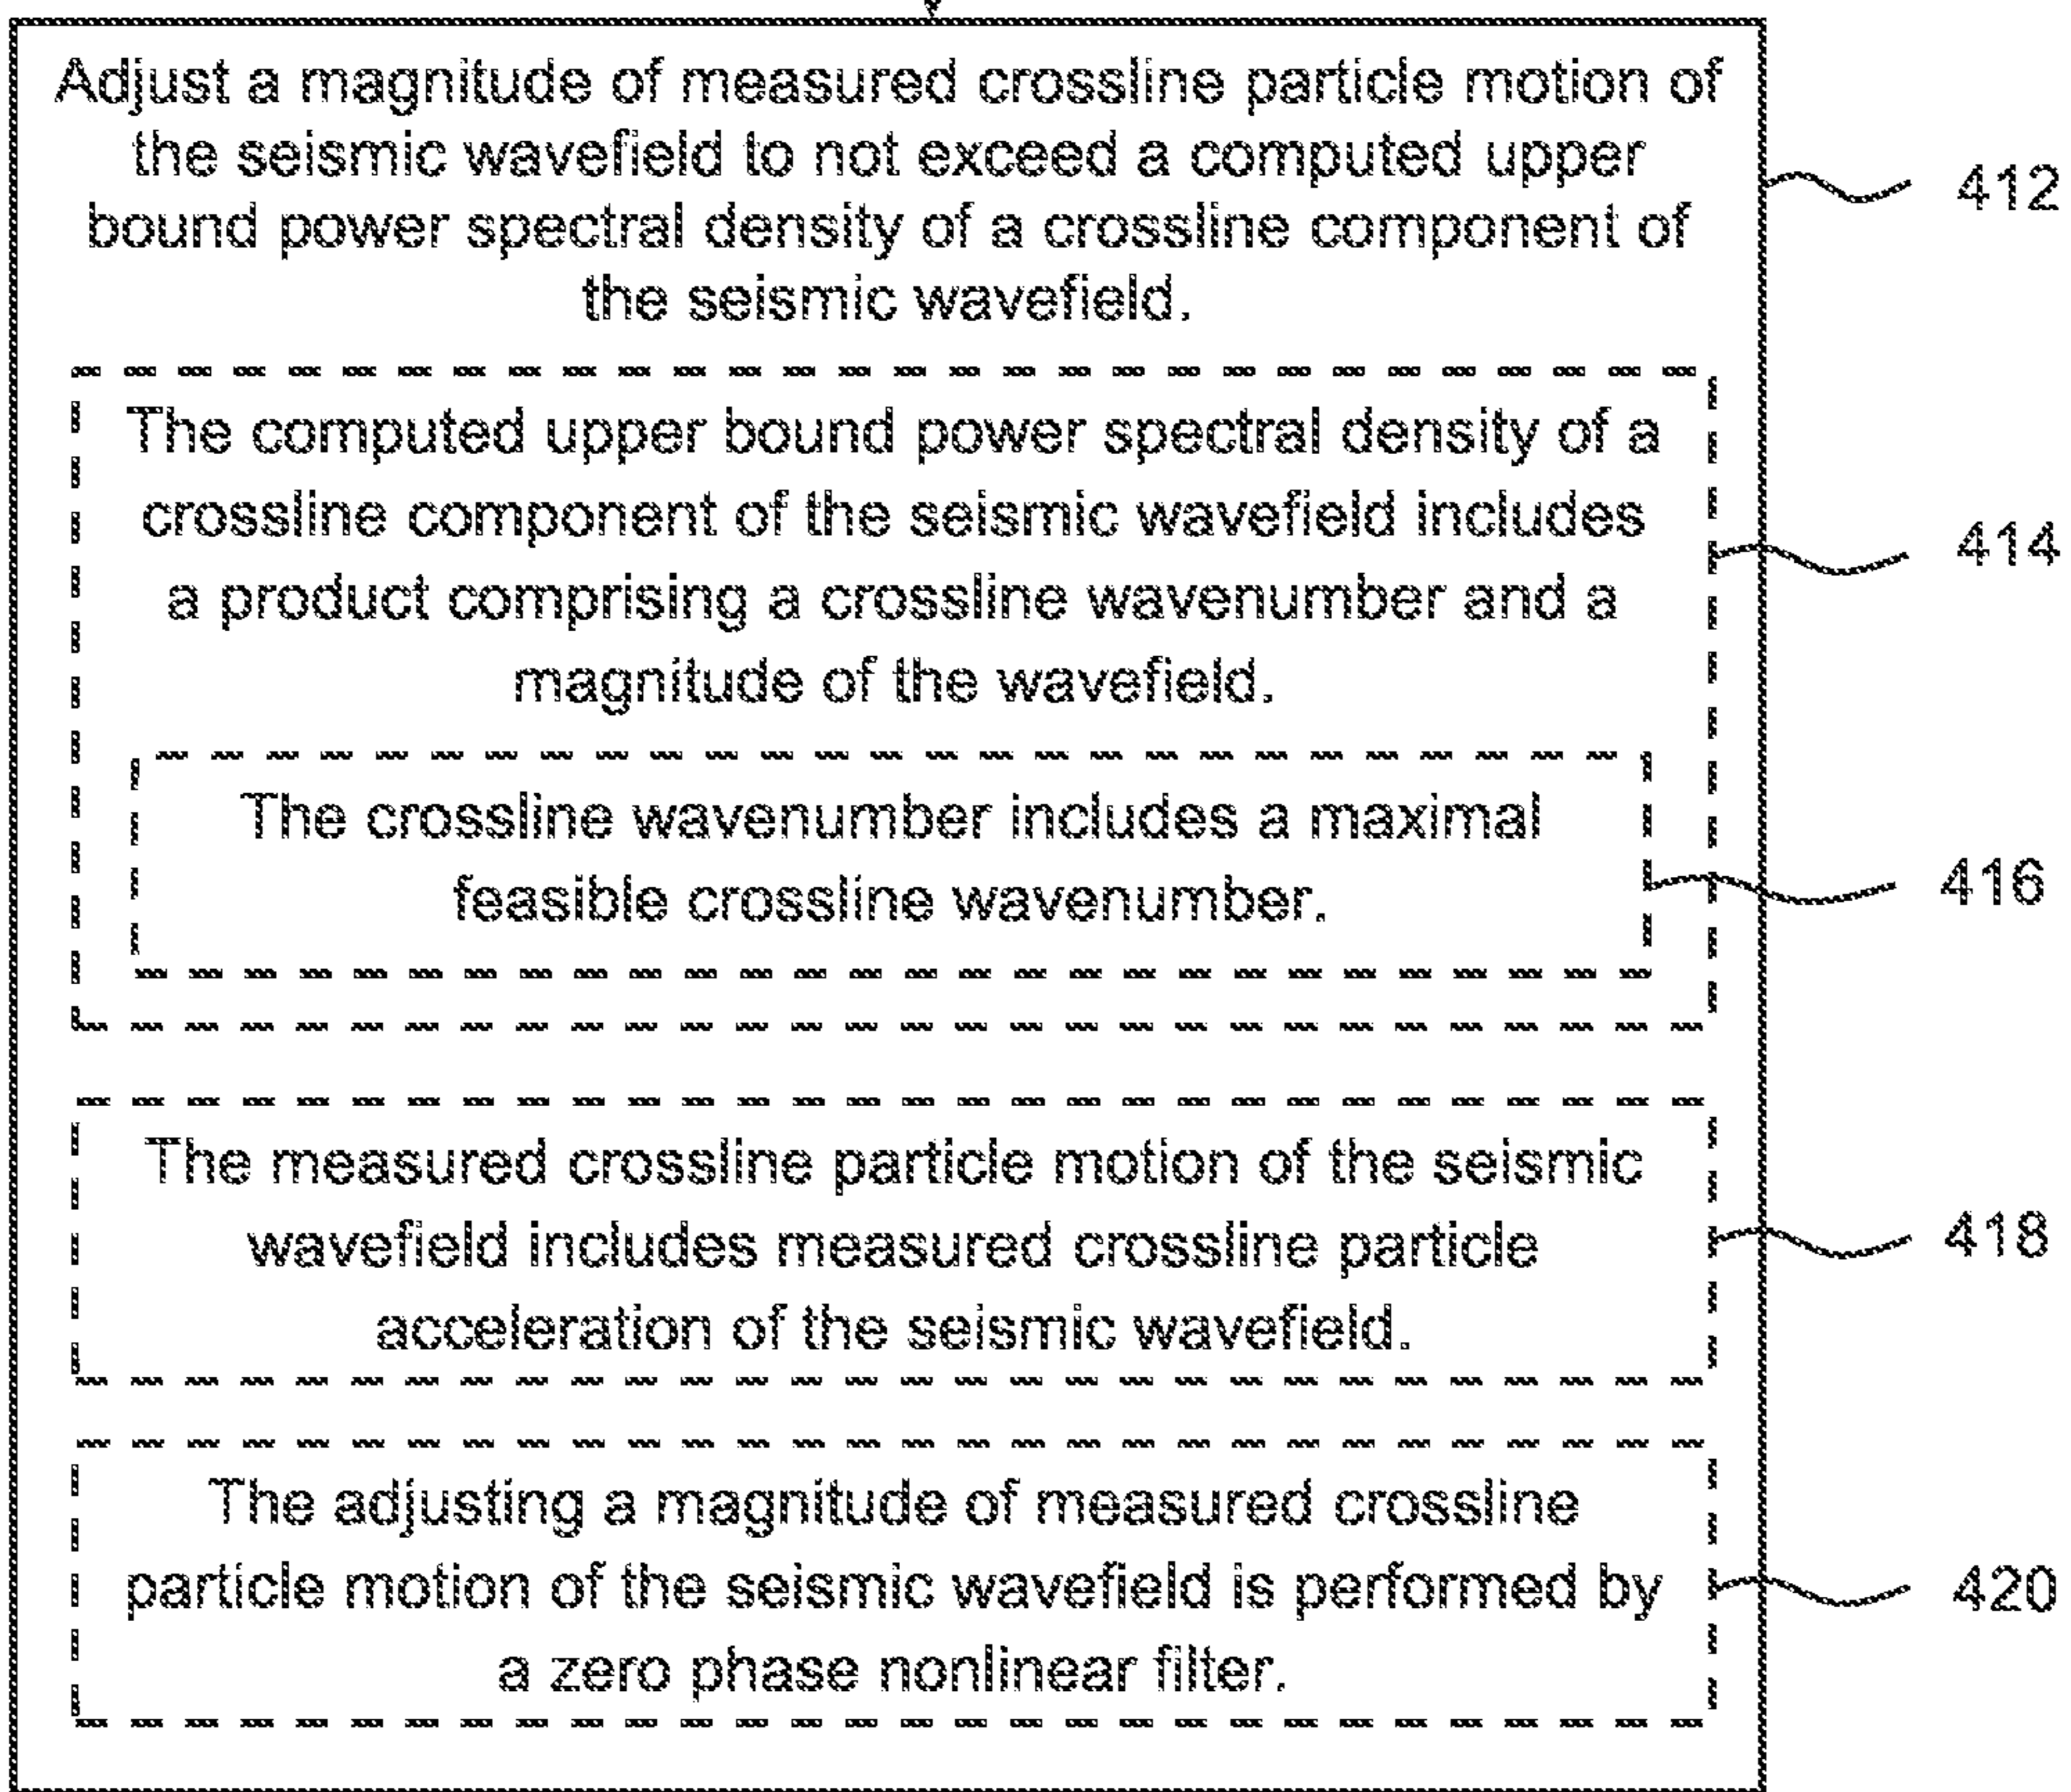 Adjust a magnitude of measured crossline particle motion of
the seismic wavefield to not exceed a computed upper
bound power spectral density of a crossline component of
the seismic wavefield.
412
The computed upper bound power spectral density of a
crossline component of the seismic wavefield includes
a product comprising a crossline wavenumber and a
magnitude of the wavefield.
414
The crossline wavenumber includes a maximal
feasible crossline wavenumber.
416
The measured crossline particle motion of the seismic
wavefield includes measured crossline particle
acceleration of the seismic wavefield.
418
The adjusting a magnitude of measured crossline
particle motion of the seismic wavefield is performed by
a zero phase nonlinear filter.
420